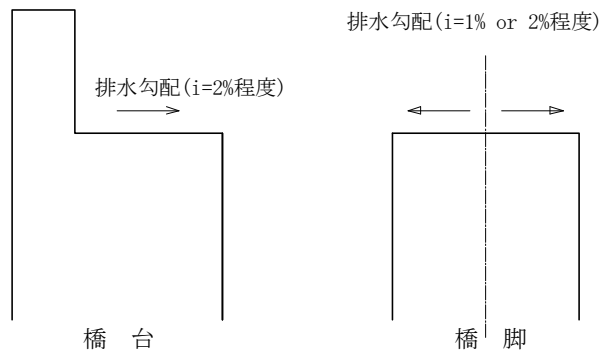 排水勾配(i=1% or 2%程度)
排水勾配(i=2%程度)
橋 台
橋 脚